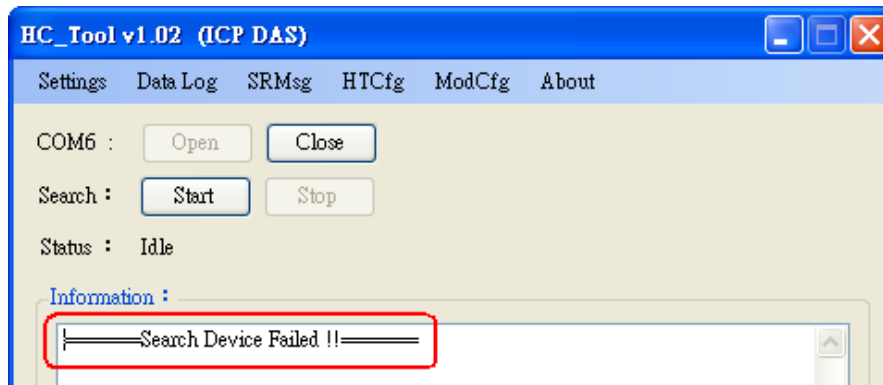 HC_Tool v1.02 (ICP DAS)
Settings Data Log SRMsg HTCfg ModCfg About
COM6 : Open Close
Search : Start Stop
Status : Idle
Information :
======Search Device Failed !!======